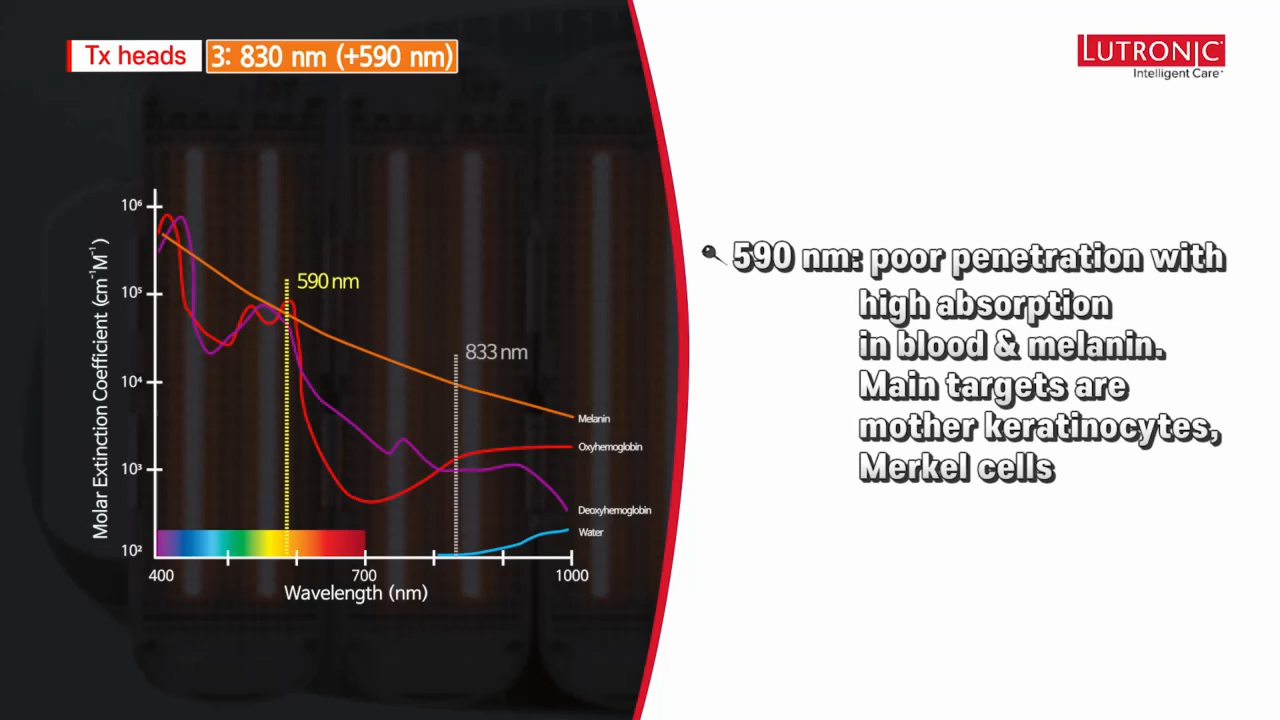 Tx heads
3: 830 nm (+590 nm)
LUTRONIC
Intelligent Care™
10⁶
10⁵
10⁴
10³
10²
Molar Extinction Coefficient (cm⁻¹M⁻¹)
590 nm
833 nm
Melanin
Oxyhemoglobin
Deoxyhemoglobin
Water
400
700
1000
Wavelength (nm)
590 nm: poor penetration with
high absorption
in blood & melanin.
Main targets are
mother keratinocytes,
Merkel cells